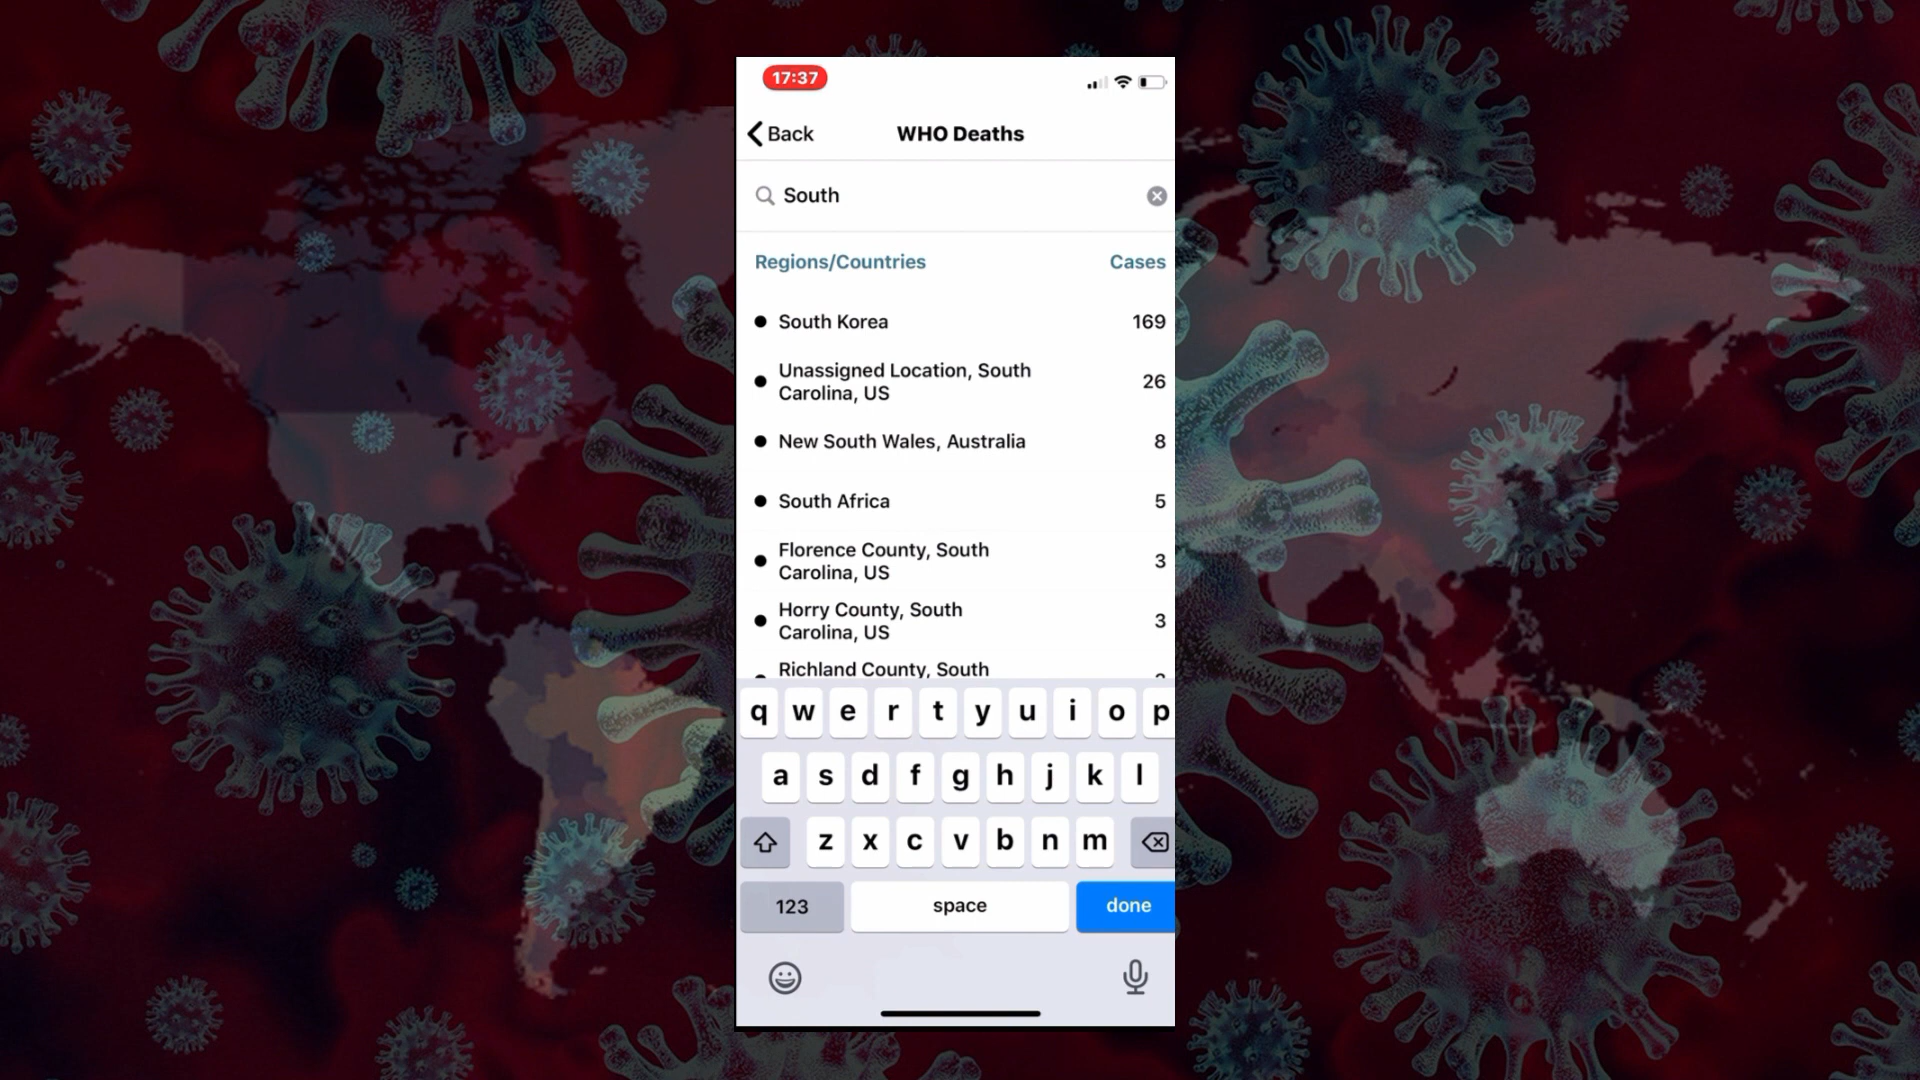 17:37
Back
WHO Deaths
South
Regions/Countries Cases
South Korea 169
Unassigned Location, South
Carolina, US
26
New South Wales, Australia 8
South Africa 5
Florence County, South
Carolina, US
3
Horry County, South
Carolina, US
3
Richland County, South
q w e r t y u i o p
a s d f g h j k l
z x c v b n m
123 space done